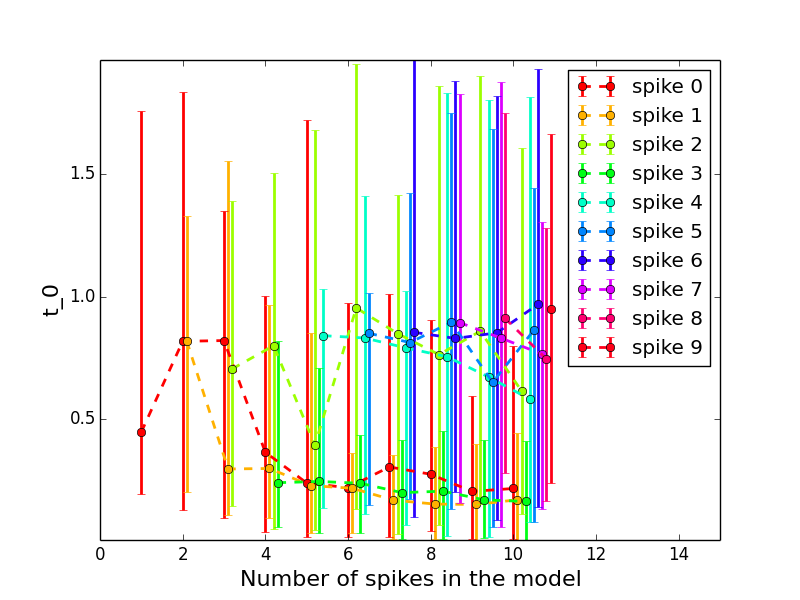 t_0
1.5
1.0
0.5
0 2 4 6 8 10 12 14
Number of spikes in the model
spike 0
spike 1
spike 2
spike 3
spike 4
spike 5
spike 6
spike 7
spike 8
spike 9